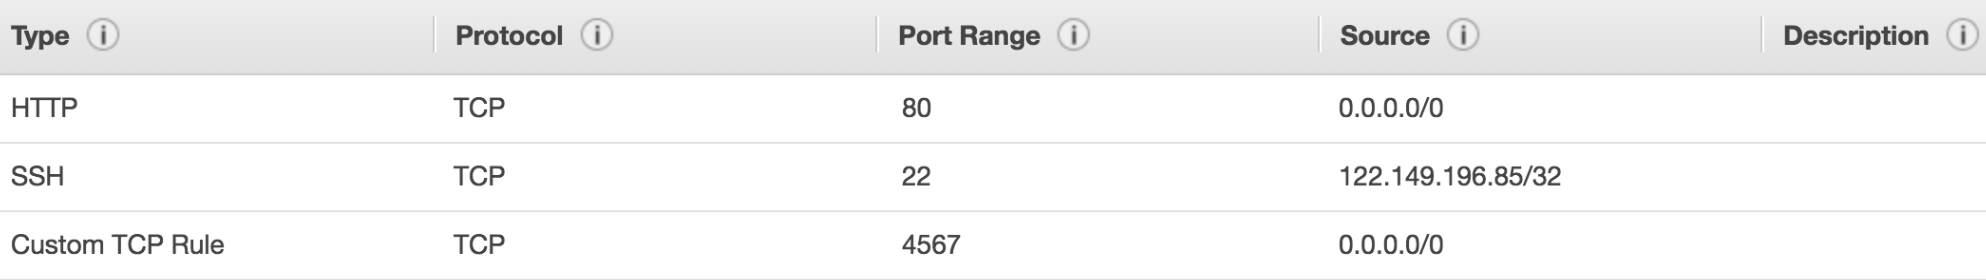 Type Protocol Port Range Source Description
HTTP TCP 80 0.0.0.0/0
SSH TCP 22 122.149.196.85/32
Custom TCP Rule TCP 4567 0.0.0.0/0